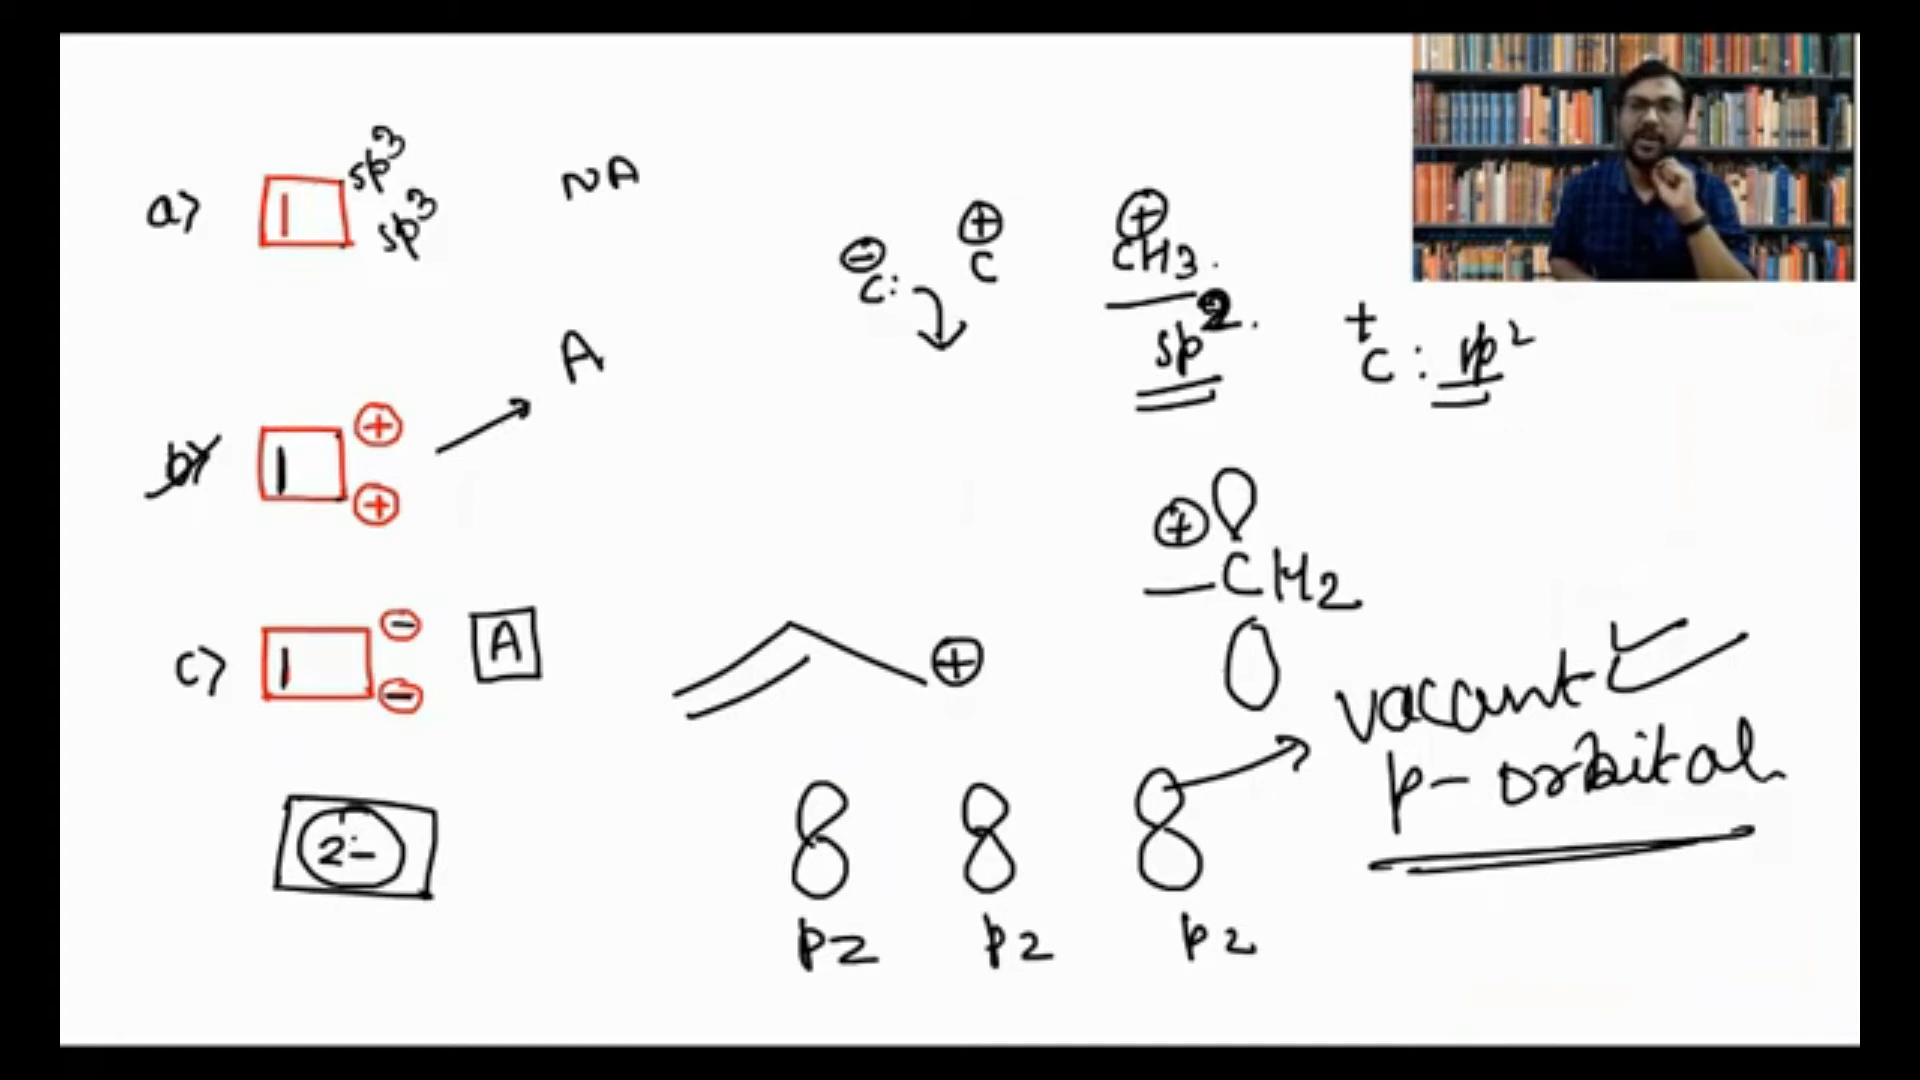 a) sp3
sp3
NA
b) ⊕
⊕
A
c) ⊖
⊖
A
2-
⊖ C:
⊕ C
⊕ CH3.
sp2.
+ C: sp2
⊕
⊕
-CH2
vacant
p-orbital
pz pz pz